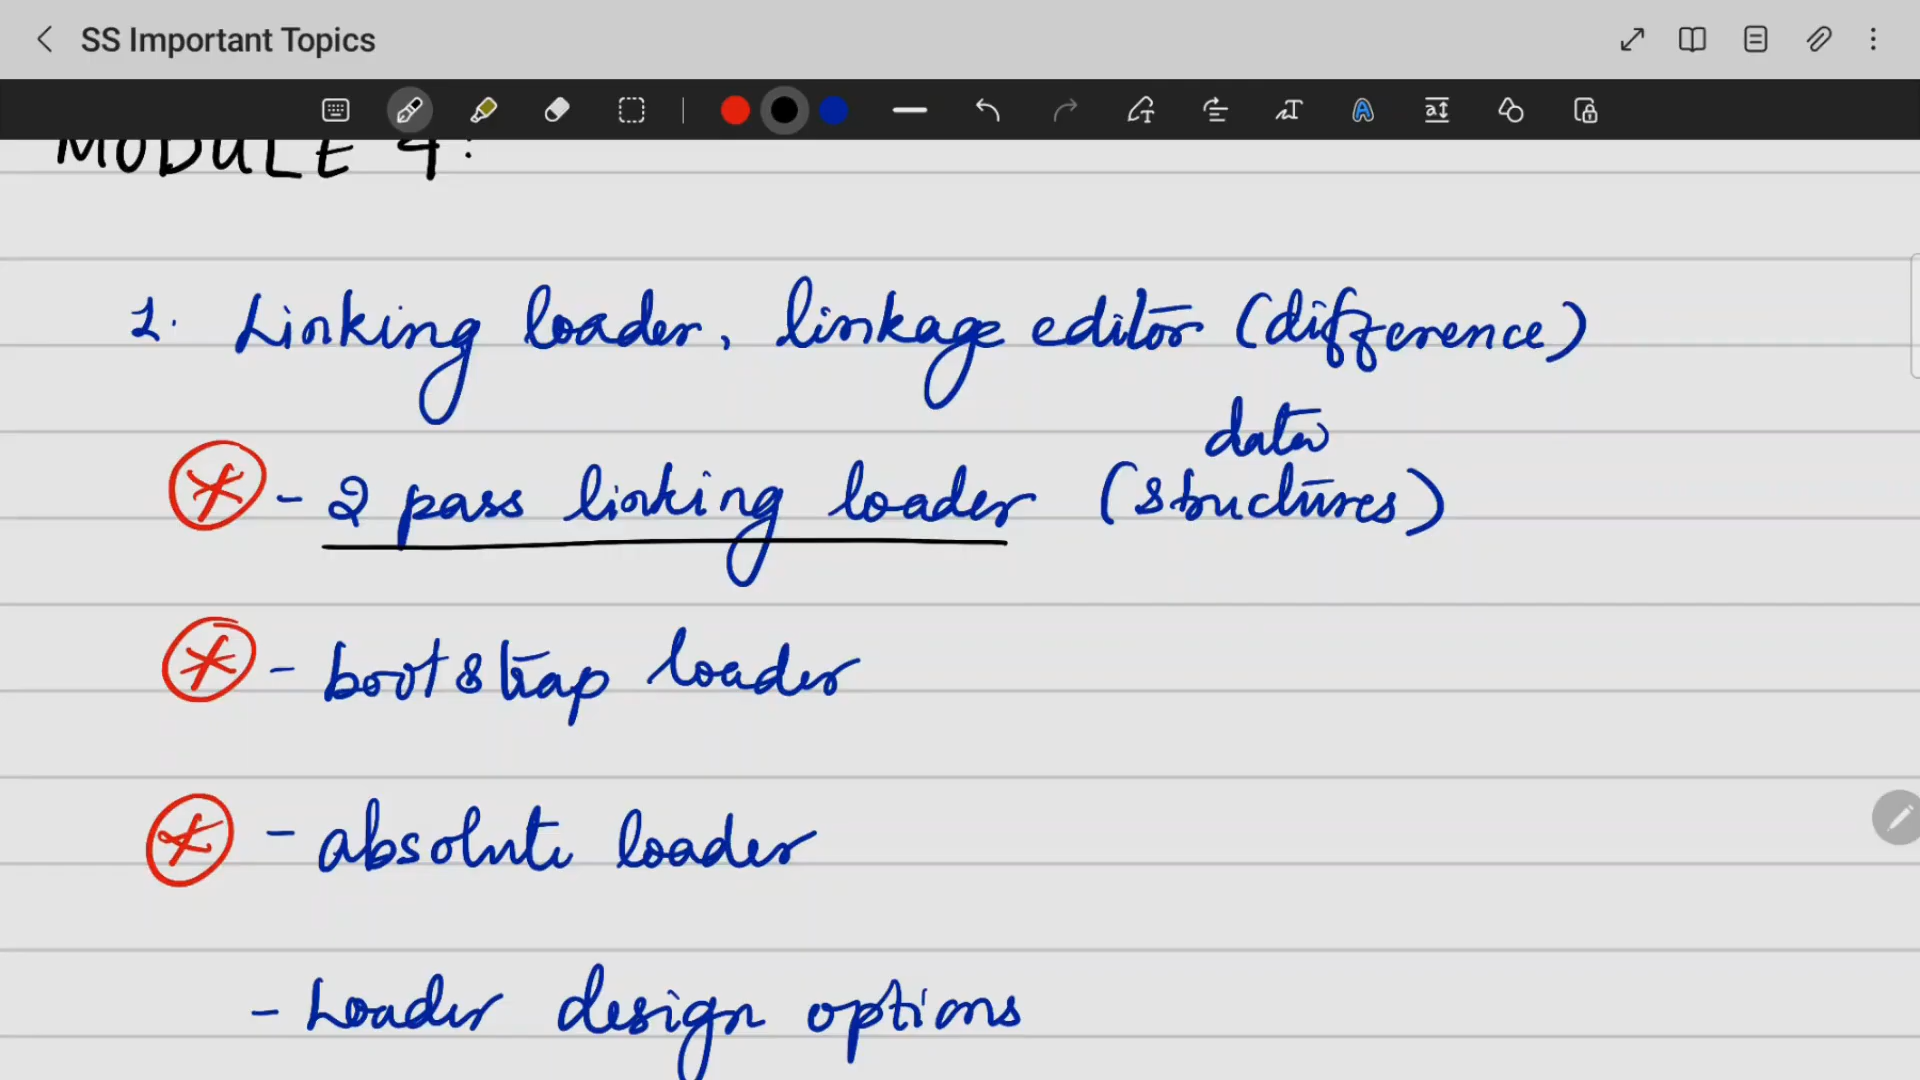 SS Important Topics
MODULE 4:
1. Linking loader, linkage editor (difference)
* - 2 pass linking loader (data structures)
* - bootstrap loader
* - absolute loader
- Loader design options